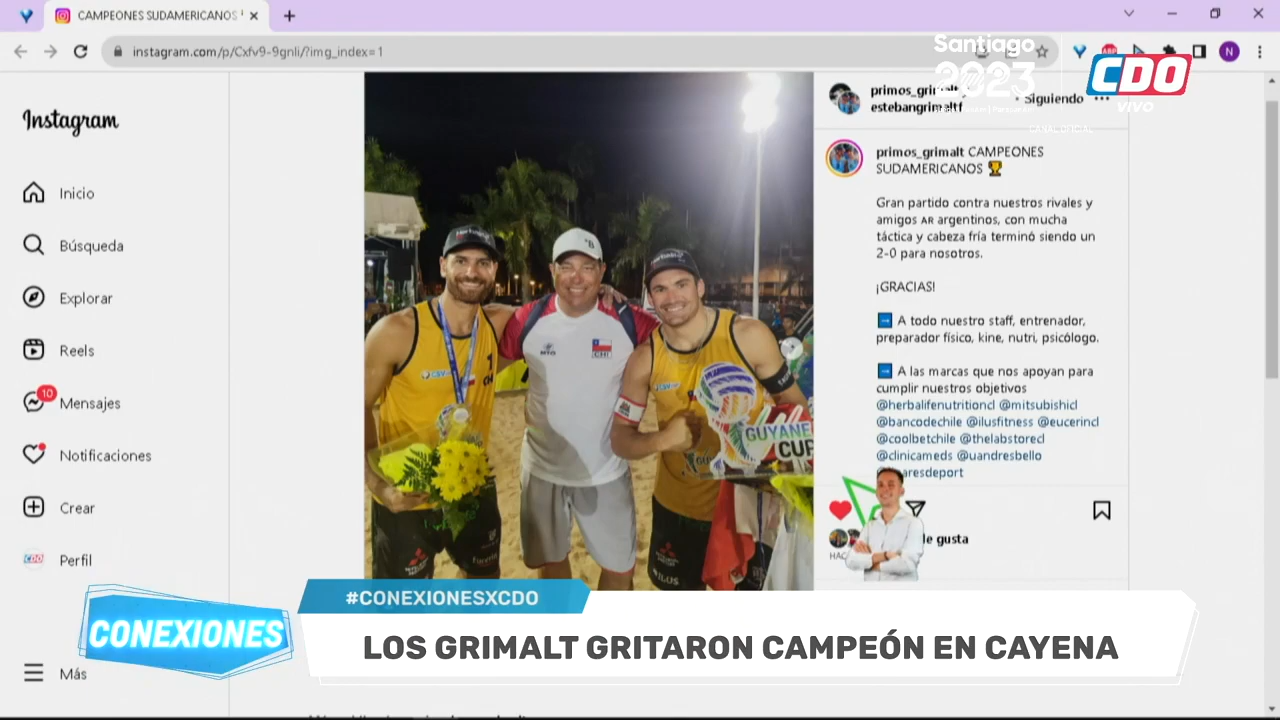 CAMPEONES SUDAMERICANOS
instagram.com/p/Cxfv9-9gnli/?img_index=1
N
Santiago
2023
CANAL OFICIAL
CDO
VIVO
Instagram
Inicio
Búsqueda
Explorar
Reels
10
Mensajes
Notificaciones
Crear
CDO
Perfil
Más
GUYANE
CUP
CHI
primos_grimalt
estebangrimaltf
Siguiendo
primos_grimalt CAMPEONES
SUDAMERICANOS
Gran partido contra nuestros rivales y
amigos AR argentinos, con mucha
táctica y cabeza fría terminó siendo un
2-0 para nosotros.
¡GRACIAS!
A todo nuestro staff, entrenador,
preparador físico, kine, nutri, psicólogo.
A las marcas que nos apoyan para
cumplir nuestros objetivos
@herbalifenutritioncl @mitsubishicl
@bancodechile @ilusfitness @eucerincl
@coolbetchile @thelabstorecl
@clinicameds @uandresbello
gusta
#CONEXIONESXCDO
CONEXIONES
LOS GRIMALT GRITARON CAMPEÓN EN CAYENA